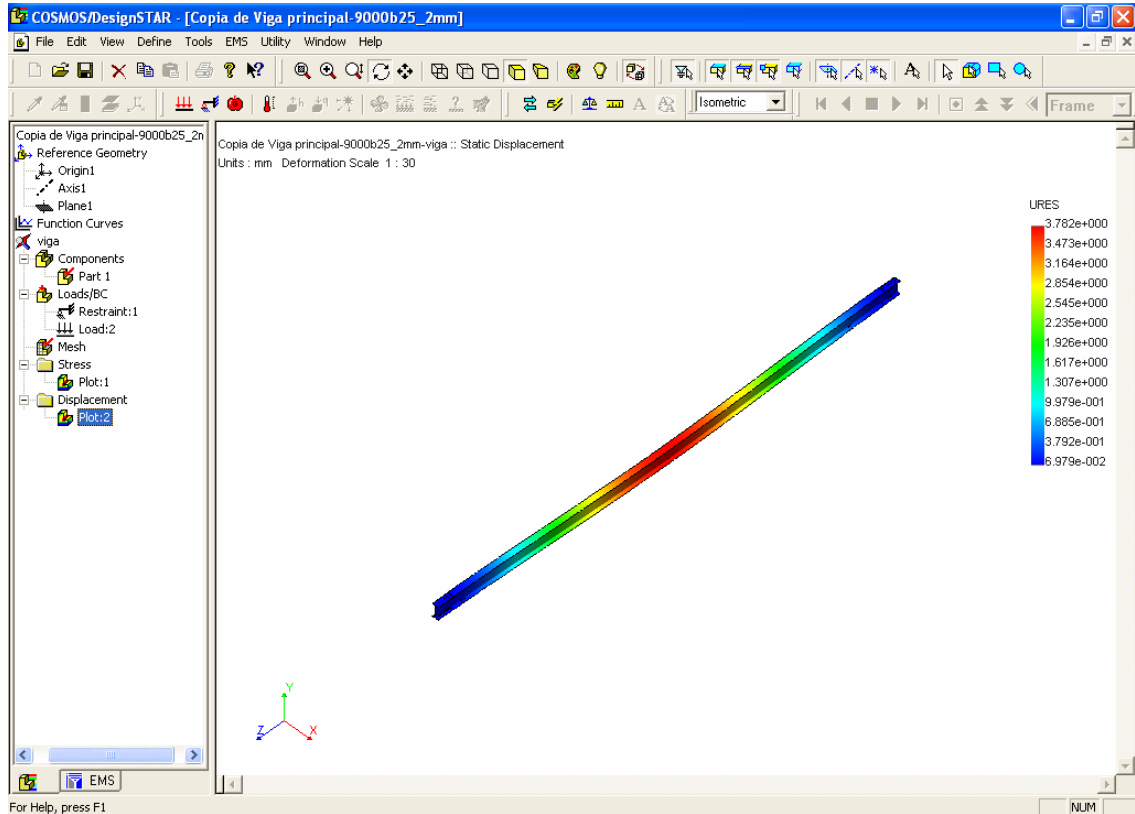 COSMOS/DesignSTAR - [Copia de Viga principal-9000b25_2mm]
File Edit View Define Tools EMS Utility Window Help
Isometric
Frame
Copia de Viga principal-9000b25_2n
Reference Geometry
Origin1
Axis1
Plane1
Function Curves
viga
Components
Part 1
Loads/BC
Restraint:1
Load:2
Mesh
Stress
Plot:1
Displacement
Plot:2
EMS
Copia de Viga principal-9000b25_2mm-viga :: Static Displacement
Units : mm Deformation Scale 1 : 30
URES
3.782e+000
3.473e+000
3.164e+000
2.854e+000
2.545e+000
2.235e+000
1.926e+000
1.617e+000
1.307e+000
9.979e-001
6.885e-001
3.792e-001
6.979e-002
Y
Z
X
For Help, press F1
NUM